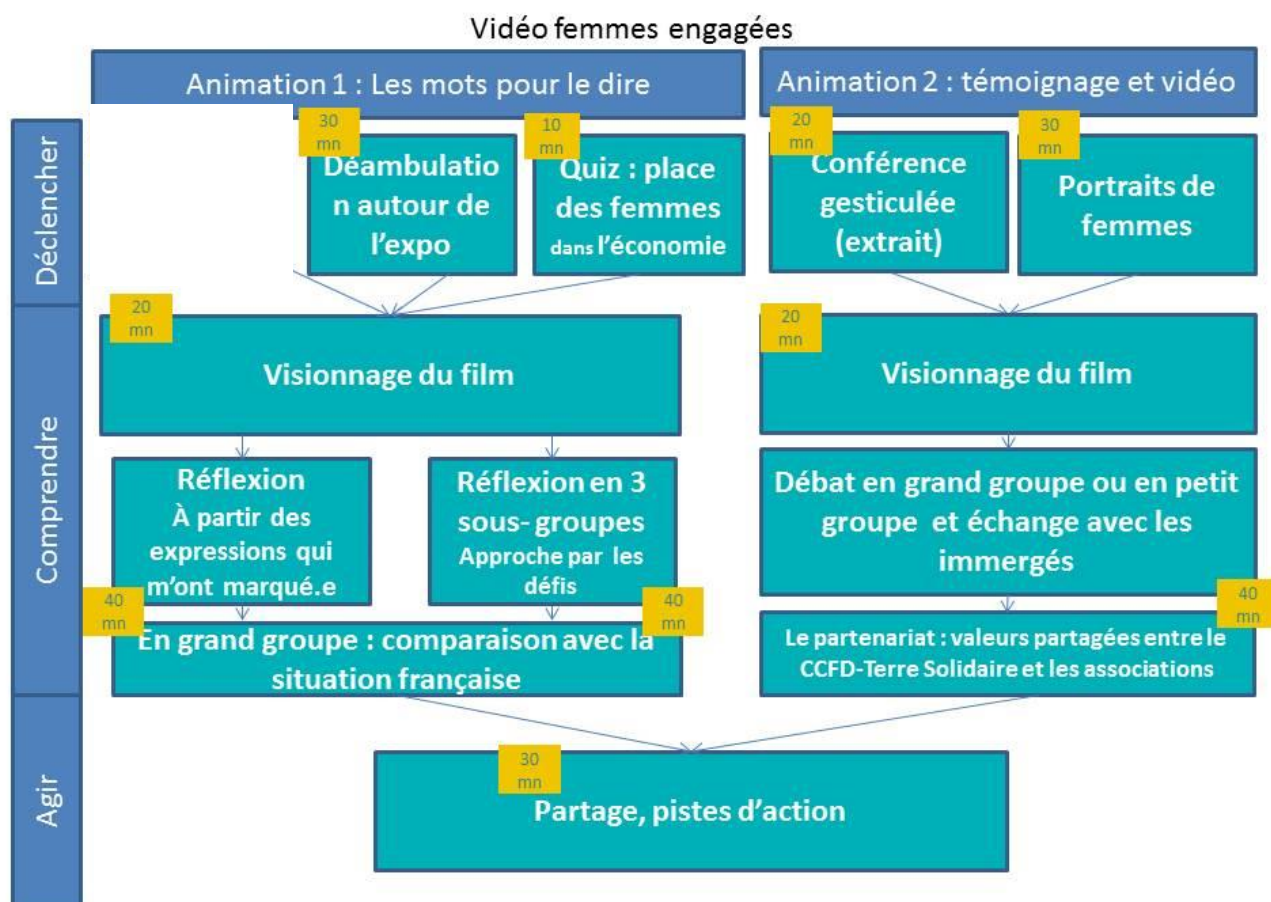 Vidéo femmes engagées
Animation 1 : Les mots pour le dire
Animation 2 : témoignage et vidéo
Déclencher
30
mn
Déambulatio
n autour de
l'expo
10
mn
Quiz : place
des femmes
dans l'économie
20
mn
Conférence
gesticulée
(extrait)
30
mn
Portraits de
femmes
Comprendre
20
mn
Visionnage du film
20
mn
Visionnage du film
Réflexion
À partir des
expressions qui
m'ont marqué.e
Réflexion en 3
sous- groupes
Approche par les
défis
Débat en grand groupe ou en petit
groupe et échange avec les
immergés
40
mn
40
mn
En grand groupe : comparaison avec la
situation française
40
mn
Le partenariat : valeurs partagées entre le
CCFD-Terre Solidaire et les associations
Agir
30
mn
Partage, pistes d'action